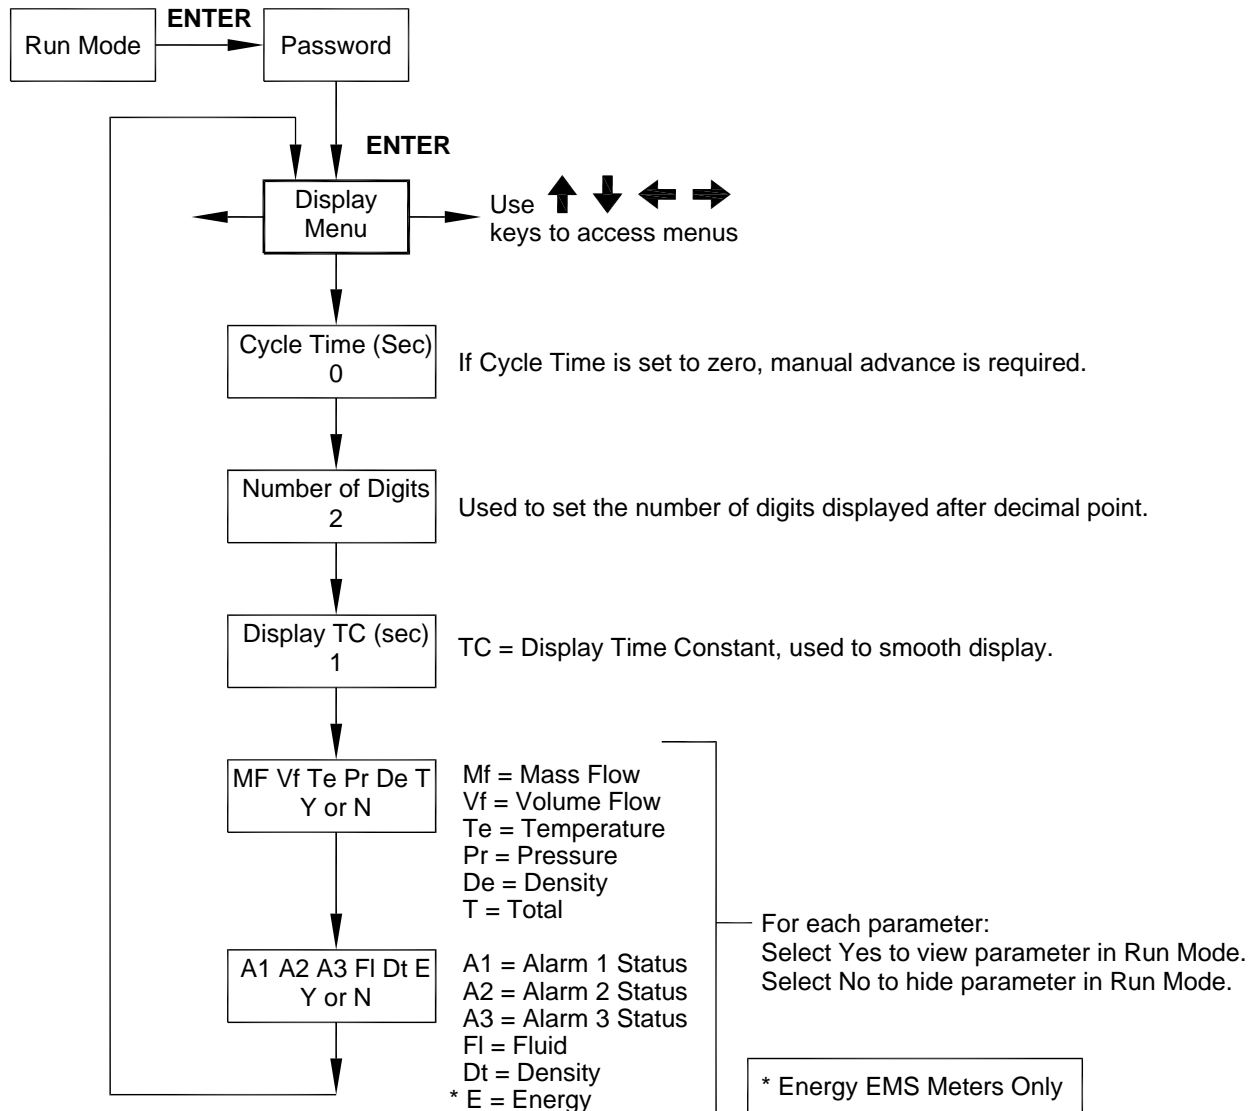 ENTER
Run Mode
Password
ENTER
Display
Menu
Use
keys to access menus
Cycle Time (Sec)
0
If Cycle Time is set to zero, manual advance is required.
Number of Digits
2
Used to set the number of digits displayed after decimal point.
Display TC (sec)
1
TC = Display Time Constant, used to smooth display.
MF Vf Te Pr De T
Y or N
Mf = Mass Flow
Vf = Volume Flow
Te = Temperature
Pr = Pressure
De = Density
T = Total
For each parameter:
Select Yes to view parameter in Run Mode.
Select No to hide parameter in Run Mode.
A1 A2 A3 Fl Dt E
Y or N
A1 = Alarm 1 Status
A2 = Alarm 2 Status
A3 = Alarm 3 Status
Fl = Fluid
Dt = Density
* E = Energy
* Energy EMS Meters Only